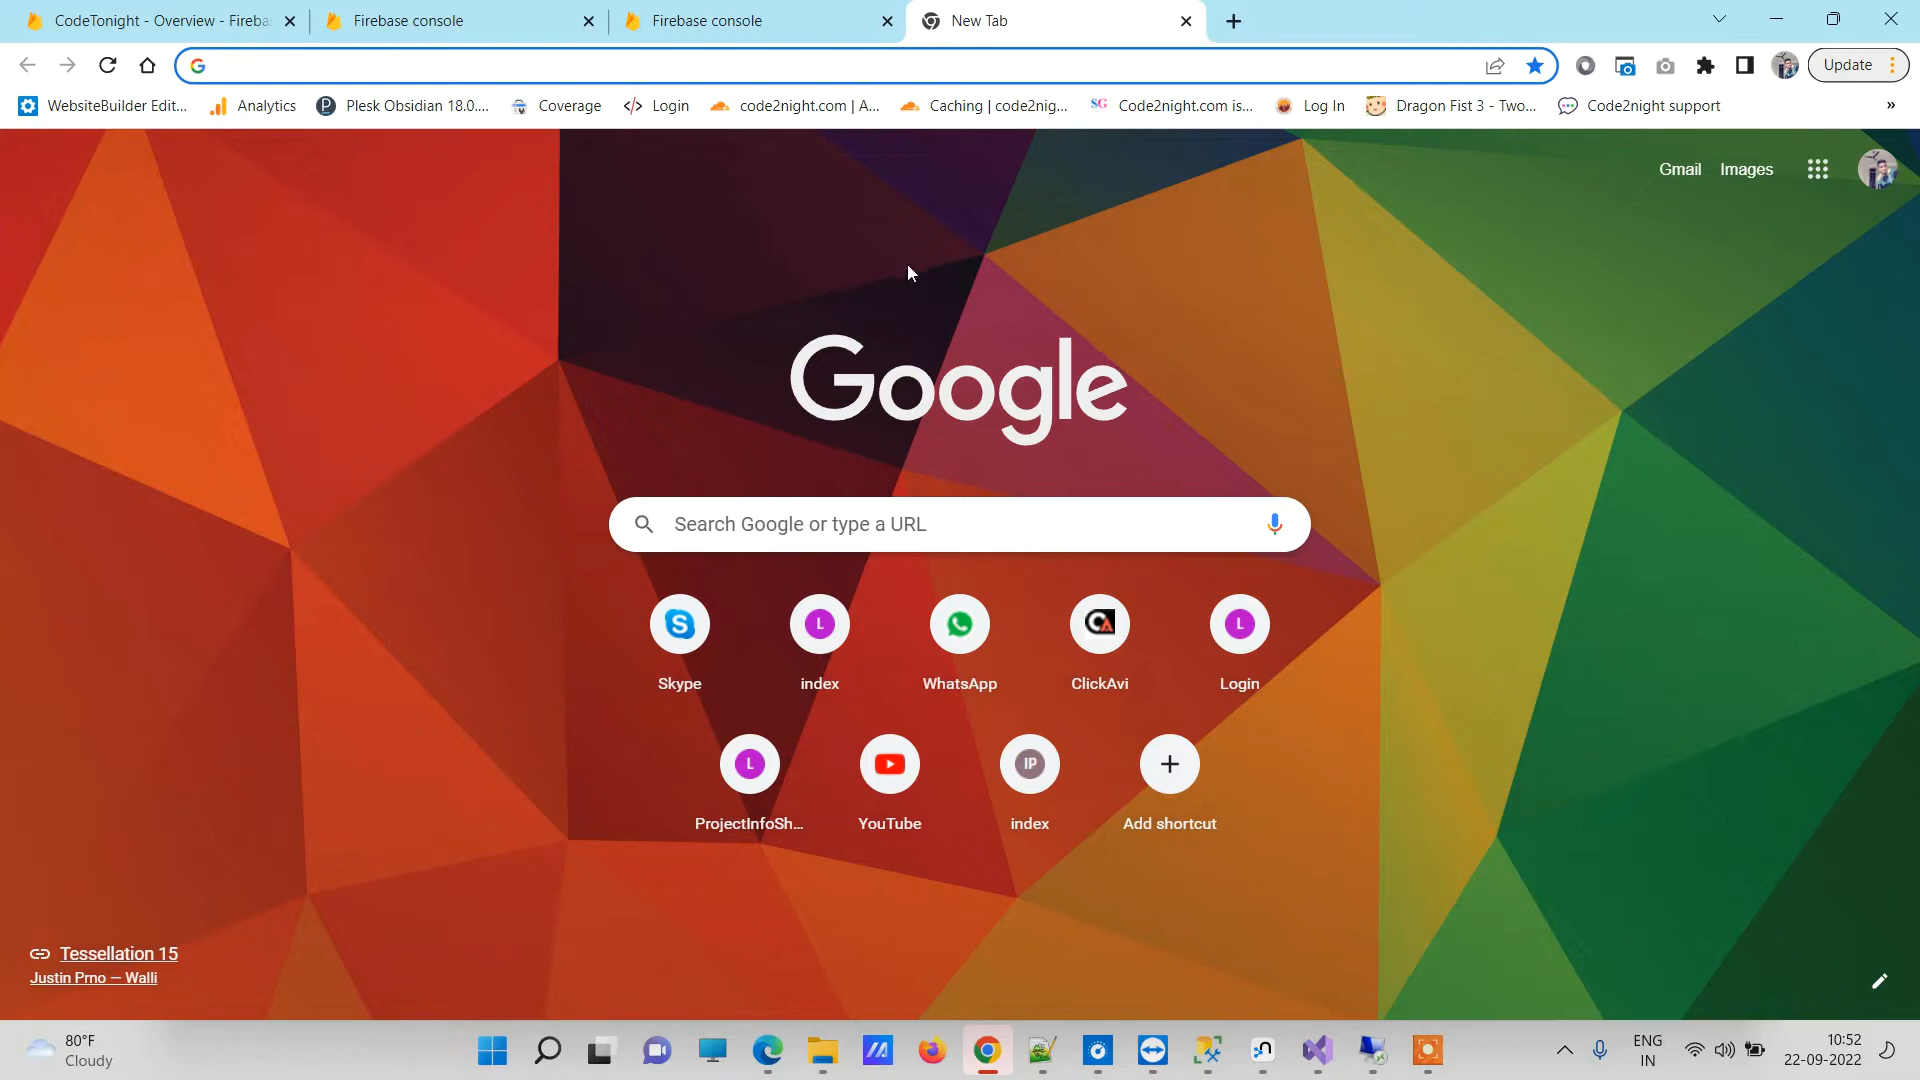 CodeTonight - Overview - Fireba
Firebase console
Firebase console
New Tab
Update
WebsiteBuilder Edit...
Analytics
Plesk Obsidian 18.0....
Coverage
Login
code2night.com | A...
Caching | code2nig...
SG
Code2night.com is...
Log In
Dragon Fist 3 - Two...
Code2night support
»
Gmail
Images
Google
Search Google or type a URL
Skype
L
index
WhatsApp
CA
ClickAvi
L
Login
L
ProjectInfoSh...
YouTube
IP
index
Add shortcut
Tessellation 15
Justin Prno — Walli
80°F
Cloudy
ENG
IN
10:52
22-09-2022